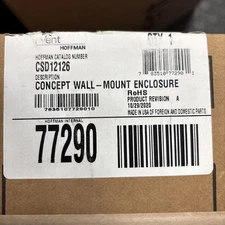 HOFFMAN
QTY 1
HOFFMAN CATALOG NUMBER
CSD12126
DESCRIPTION
CONCEPT WALL-MOUNT ENCLOSURE
RoHS
PRODUCT REVISION A
10/29/2020
MADE IN USA OF FOREIGN AND DOMESTIC PARTS
HOFFMAN INTERNAL
77290